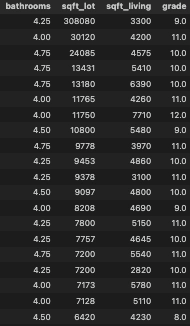 bathrooms sqft_lot sqft_living grade
4.25 308080 3300 9.0
4.00 30120 4200 11.0
4.75 24085 4575 10.0
4.75 13431 5410 10.0
4.75 13180 6390 10.0
4.00 11765 4260 11.0
4.00 11750 7710 12.0
4.50 10800 5480 9.0
4.75 9778 3970 11.0
4.25 9453 4860 10.0
4.25 9378 3100 11.0
4.50 9097 4800 10.0
4.00 8208 4690 9.0
4.25 7800 5150 11.0
4.25 7757 4645 10.0
4.75 7200 5540 11.0
4.25 7200 2820 10.0
4.00 7173 5780 11.0
4.00 7128 5110 11.0
4.50 6420 4230 8.0